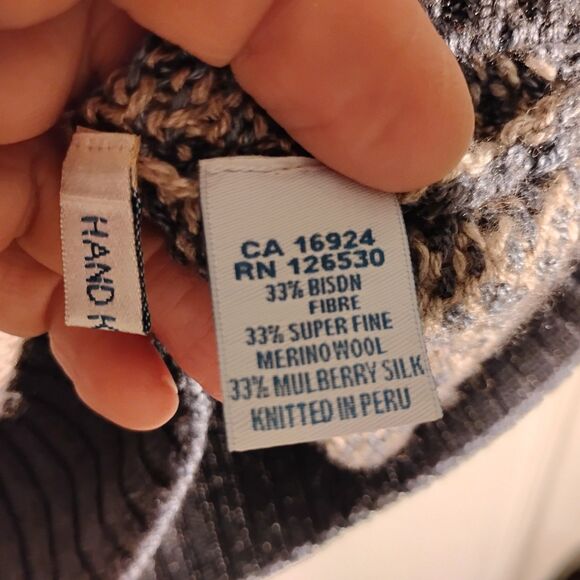 HAND
CA 16924
RN 126530
33% BISDN
FIBRE
33% SUPER FINE
MERINO WOOL
33% MULBERRY SILK
KNITTED IN PERU